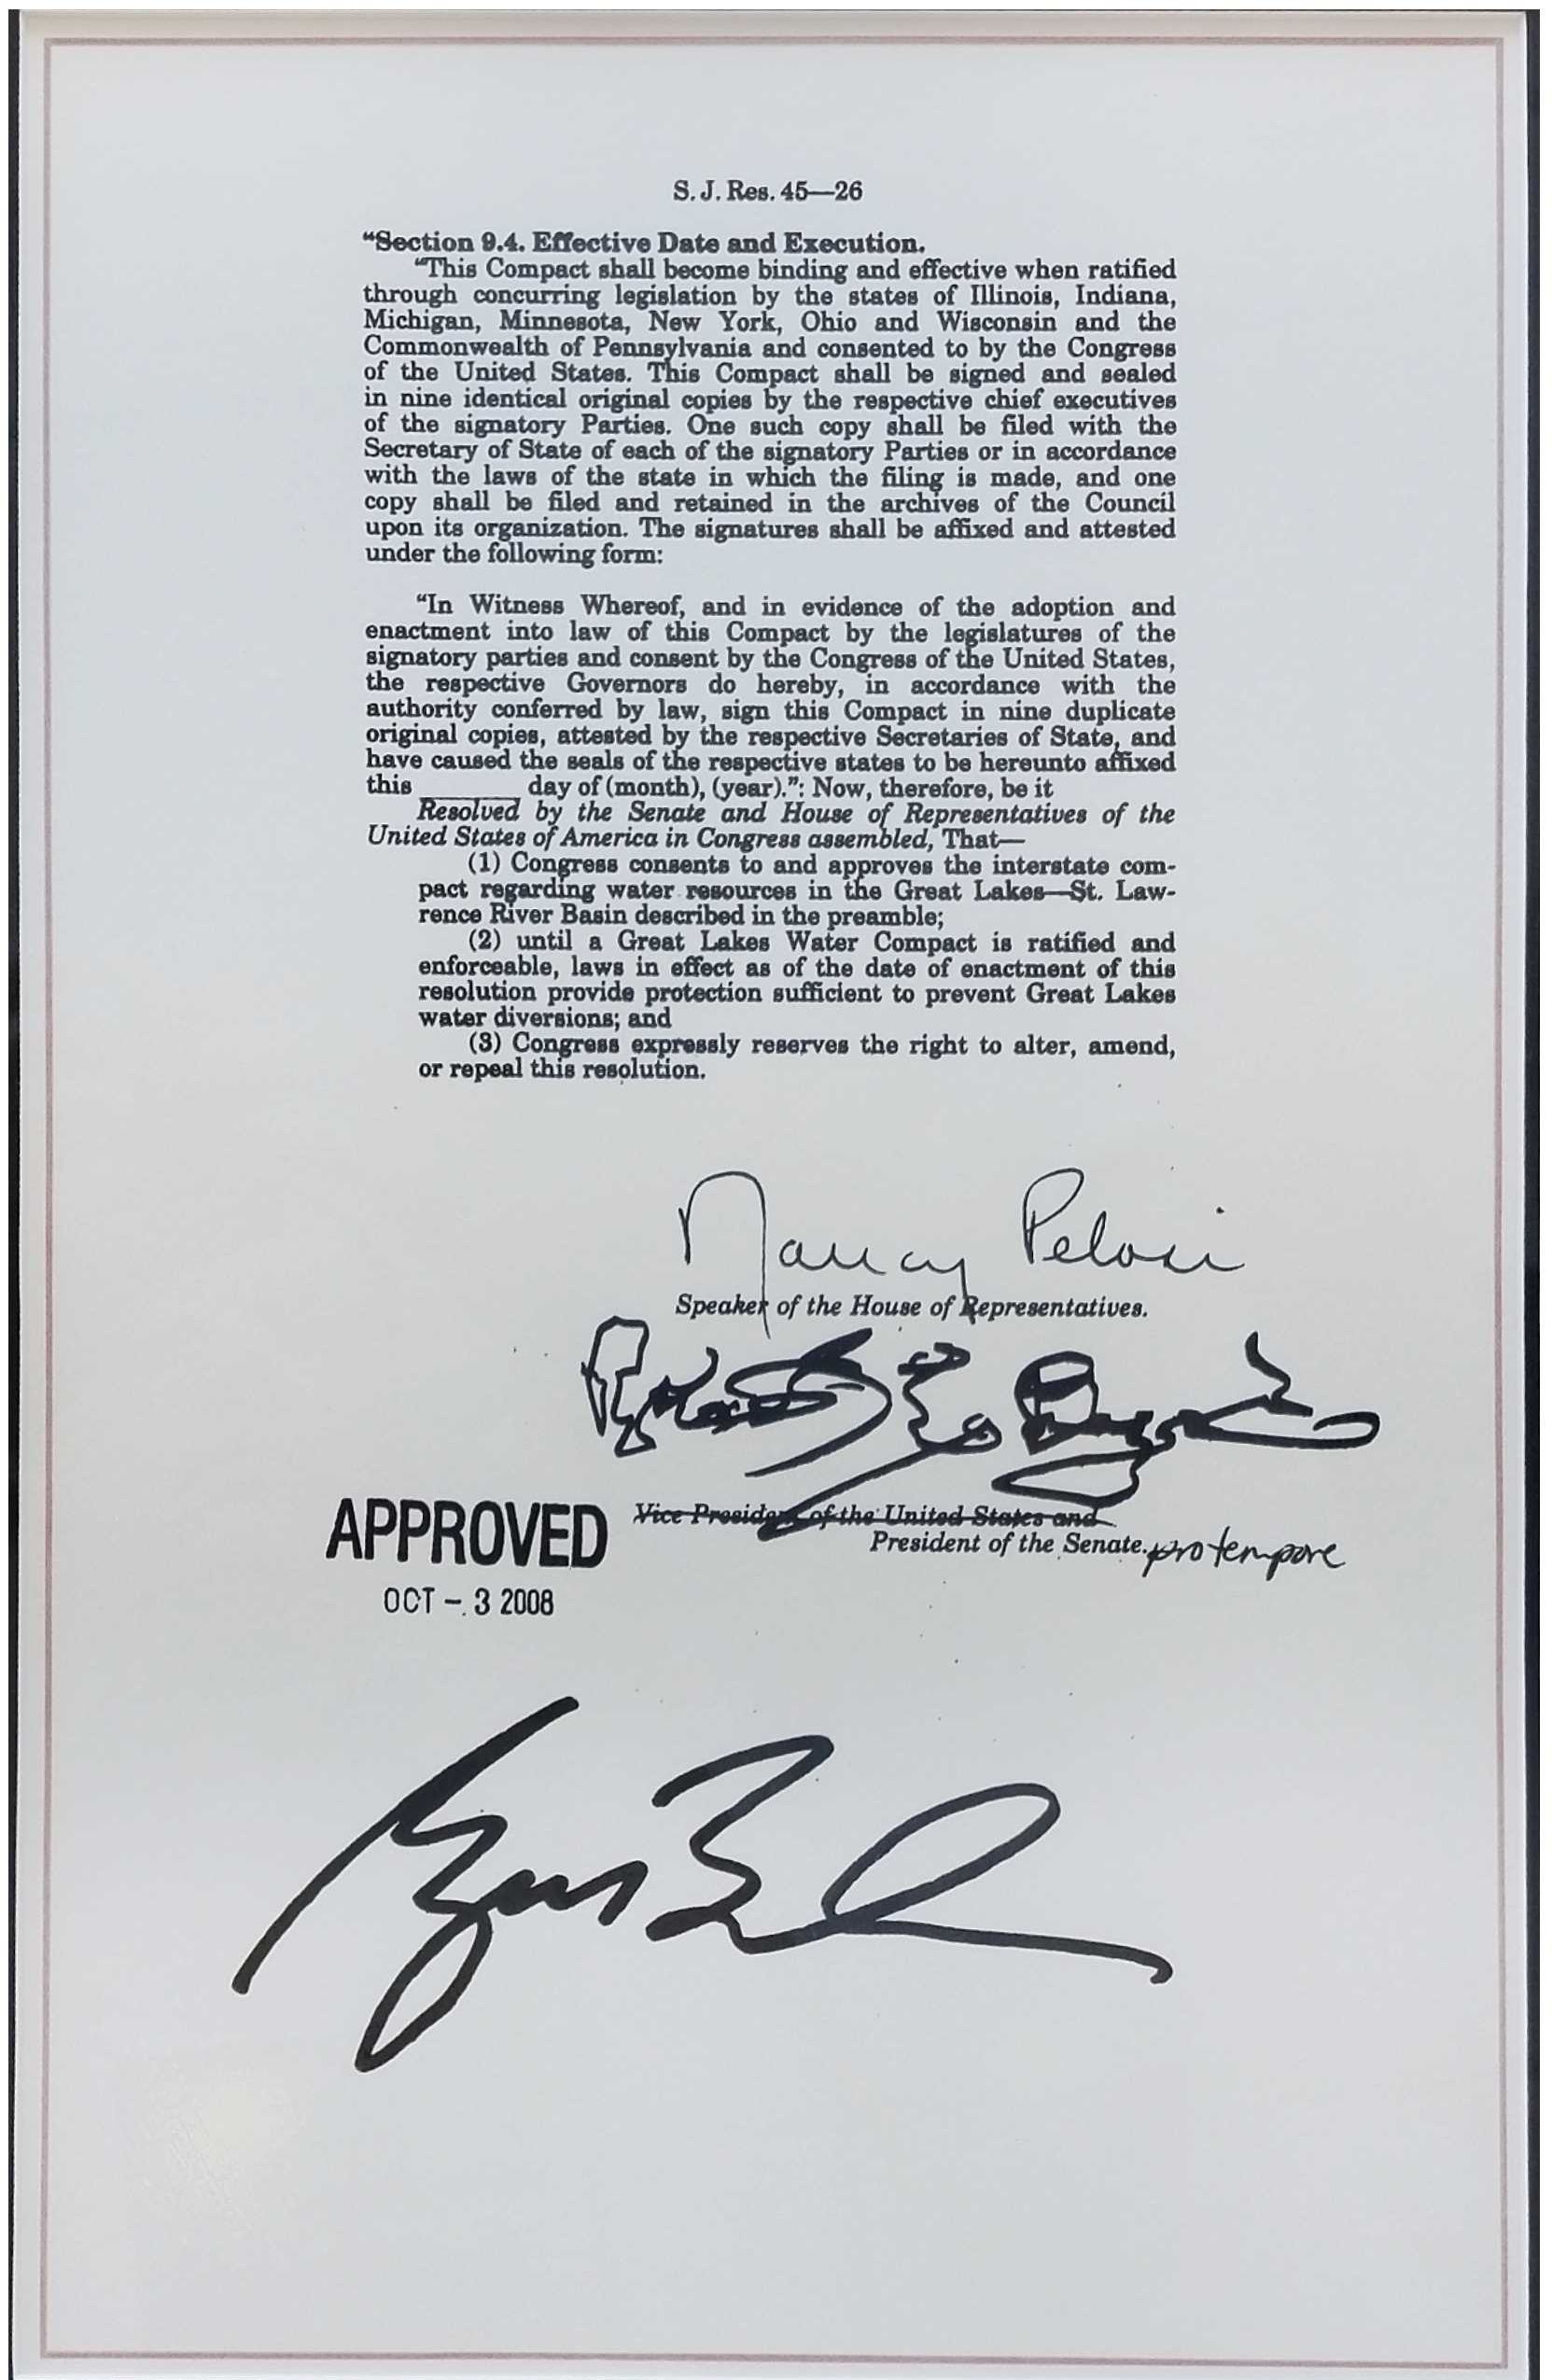 S. J. Res. 45—26
“Section 9.4. Effective Date and Execution.
“This Compact shall become binding and effective when ratified
through concurring legislation by the states of Illinois, Indiana,
Michigan, Minnesota, New York, Ohio and Wisconsin and the
Commonwealth of Pennsylvania and consented to by the Congress
of the United States. This Compact shall be signed and sealed
in nine identical original copies by the respective chief executives
of the signatory Parties. One such copy shall be filed with the
Secretary of State of each of the signatory Parties or in accordance
with the laws of the state in which the filing is made, and one
copy shall be filed and retained in the archives of the Council
upon its organization. The signatures shall be affixed and attested
under the following form:
“In Witness Whereof, and in evidence of the adoption and
enactment into law of this Compact by the legislatures of the
signatory parties and consent by the Congress of the United States,
the respective Governors do hereby, in accordance with the
authority conferred by law, sign this Compact in nine duplicate
original copies, attested by the respective Secretaries of State, and
have caused the seals of the respective states to be hereunto affixed
this ______ day of (month), (year).”: Now, therefore, be it
Resolved by the Senate and House of Representatives of the
United States of America in Congress assembled, That—
(1) Congress consents to and approves the interstate com-
pact regarding water resources in the Great Lakes—St. Law-
rence River Basin described in the preamble;
(2) until a Great Lakes Water Compact is ratified and
enforceable, laws in effect as of the date of enactment of this
resolution provide protection sufficient to prevent Great Lakes
water diversions; and
(3) Congress expressly reserves the right to alter, amend,
or repeal this resolution.
Nancy Pelosi
Speaker of the House of Representatives.
APPROVED
OCT - 3 2008
Vice President of the United States and
President of the Senate. pro tempore